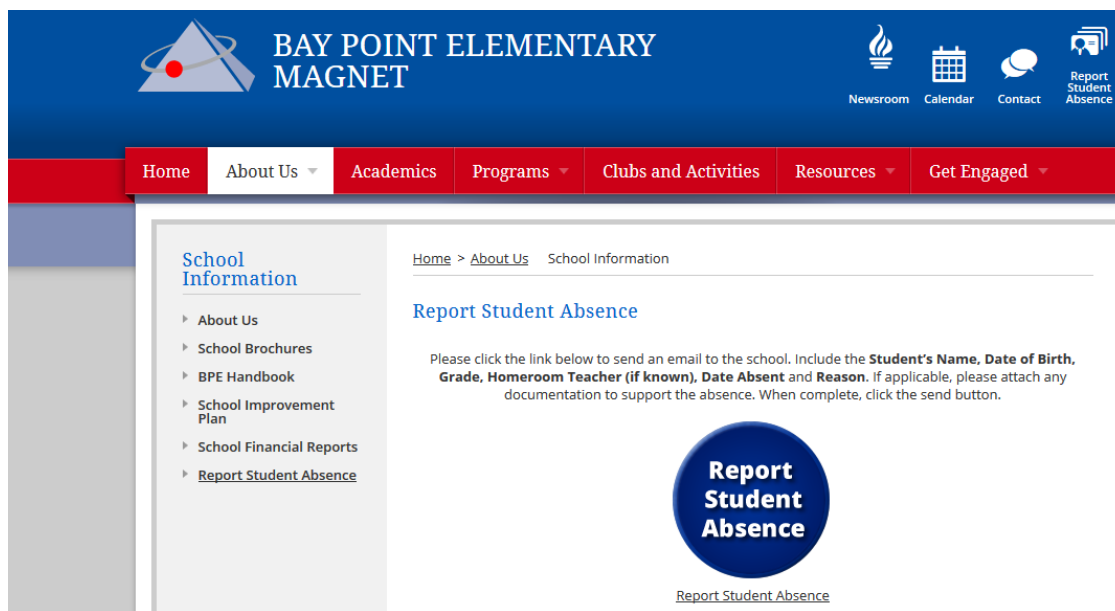 BAY POINT ELEMENTARY
MAGNET
Newsroom
Calendar
Contact
Report
Student
Absence
Home
About Us
Academics
Programs
Clubs and Activities
Resources
Get Engaged
School
Information
About Us
School Brochures
BPE Handbook
School Improvement
Plan
School Financial Reports
Report Student Absence
Home > About Us School Information
Report Student Absence
Please click the link below to send an email to the school. Include the Student's Name, Date of Birth,
Grade, Homeroom Teacher (if known), Date Absent and Reason. If applicable, please attach any
documentation to support the absence. When complete, click the send button.
Report
Student
Absence
Report Student Absence